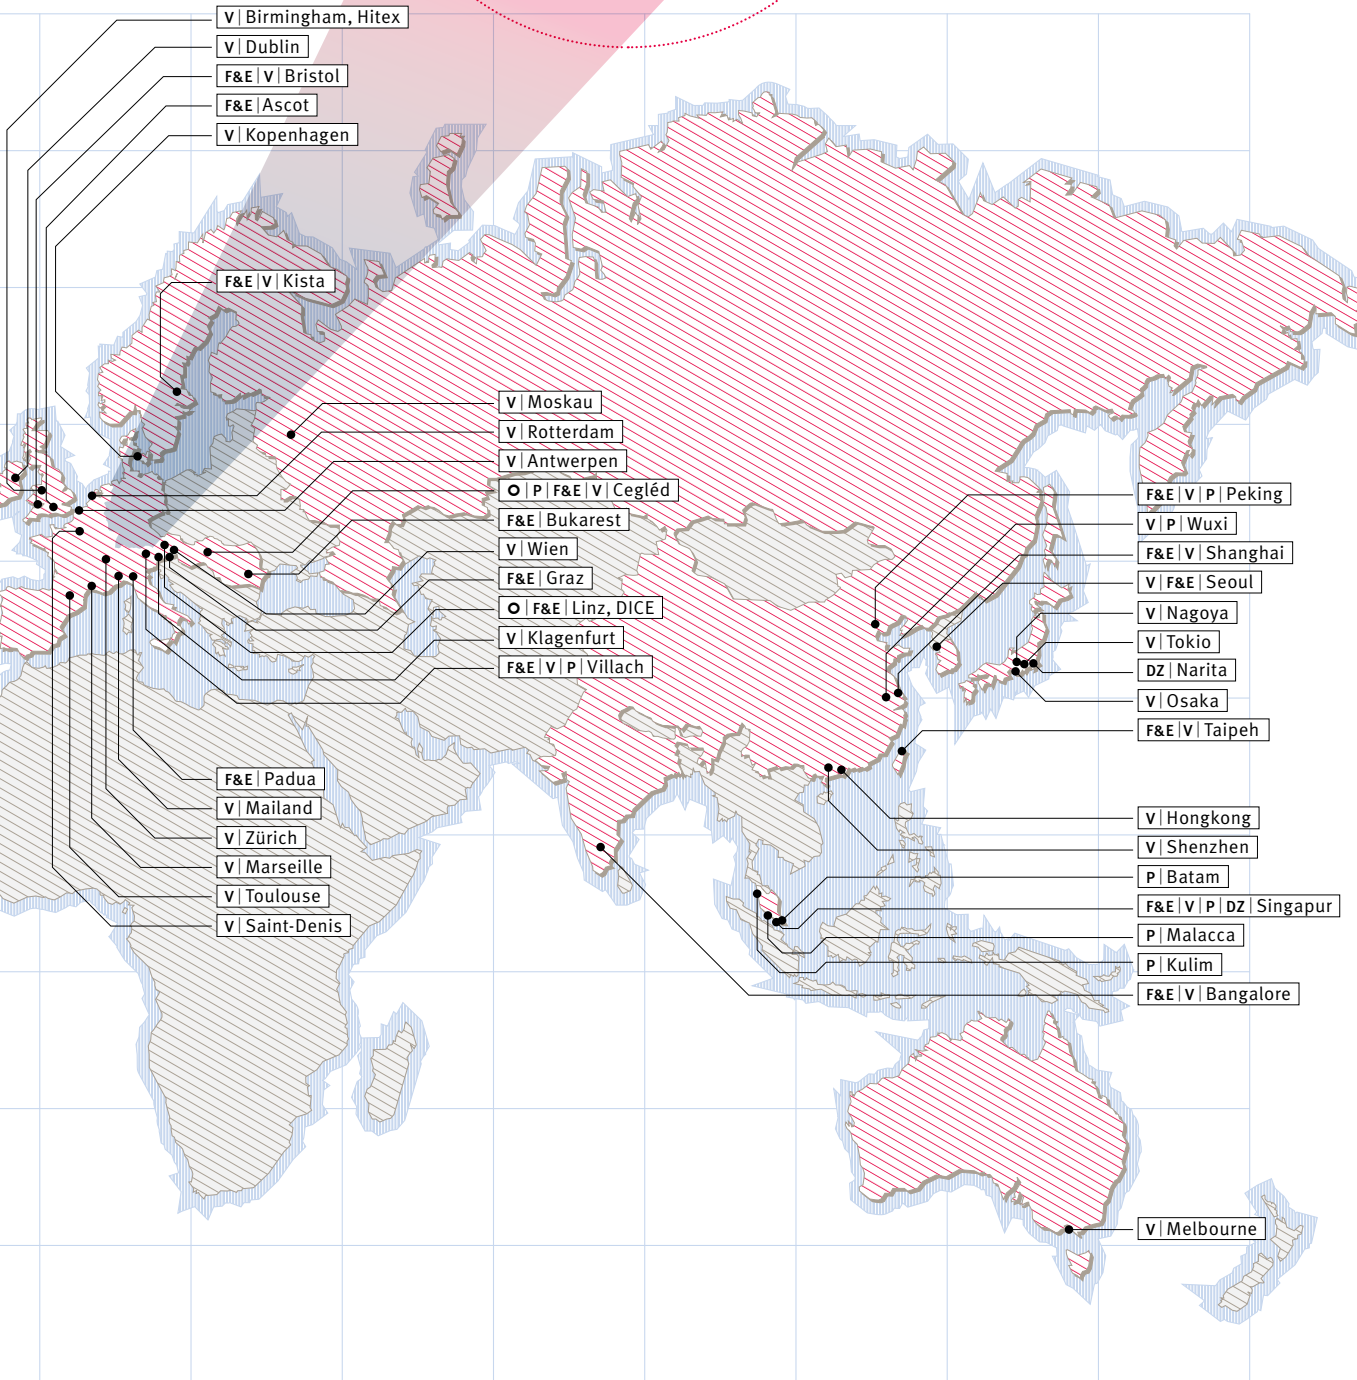 V | Birmingham, Hitex
V | Dublin
F&E | V | Bristol
F&E | Ascot
V | Kopenhagen
F&E | V | Kista
V | Moskau
V | Rotterdam
V | Antwerpen
O | P | F&E | V | Cegléd
F&E | Bukarest
V | Wien
F&E | Graz
O | F&E | Linz, DICE
V | Klagenfurt
F&E | V | P | Villach
F&E | Padua
V | Mailand
V | Zürich
V | Marseille
V | Toulouse
V | Saint-Denis
F&E | V | P | Peking
V | P | Wuxi
F&E | V | Shanghai
V | F&E | Seoul
V | Nagoya
V | Tokio
DZ | Narita
V | Osaka
F&E | V | Taipeh
V | Hongkong
V | Shenzhen
P | Batam
F&E | V | P | DZ | Singapur
P | Malacca
P | Kulim
F&E | V | Bangalore
V | Melbourne